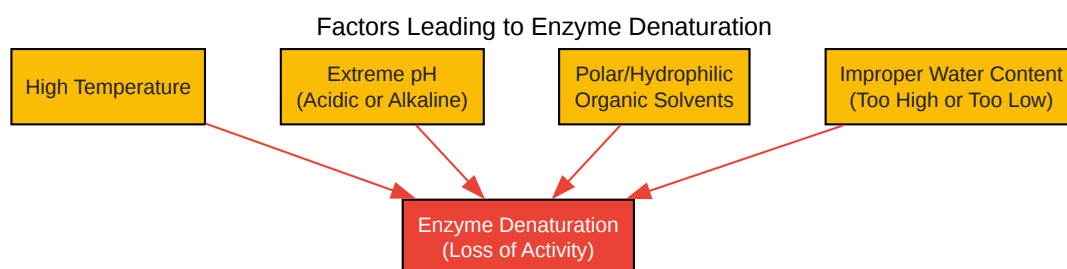 Factors Leading to Enzyme Denaturation
High Temperature
Extreme pH
(Acidic or Alkaline)
Polar/Hydrophilic
Organic Solvents
Improper Water Content
(Too High or Too Low)
Enzyme Denaturation
(Loss of Activity)